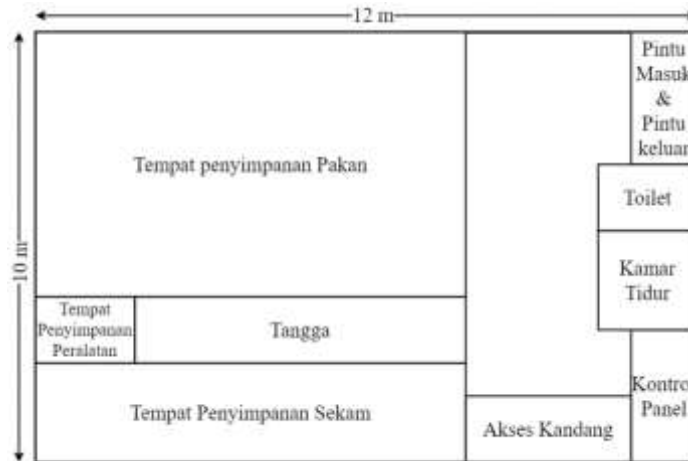 12 m
Pintu
Masuk
&
Pintu
keluar
Tempat penyimpanan Pakan
Toilet
10 m
Kamar
Tidur
Tempat
Penyimpanan
Peralatan
Tangga
Kontrol
Panel
Tempat Penyimpanan Sekam
Akses Kandang